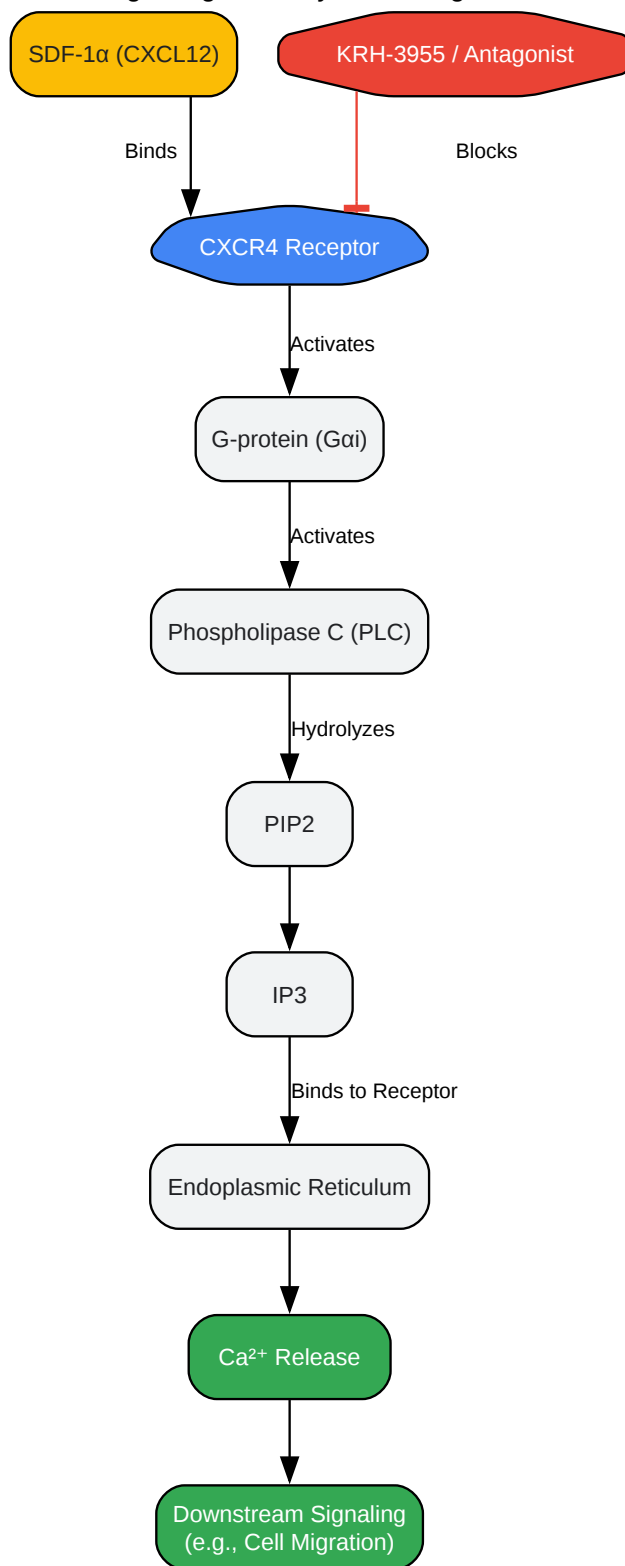 SDF-1α (CXCL12)
KRH-3955 / Antagonist
Binds
Blocks
CXCR4 Receptor
Activates
G-protein (Gαi)
Activates
Phospholipase C (PLC)
Hydrolyzes
PIP2
IP3
Binds to Receptor
Endoplasmic Reticulum
Ca²⁺ Release
Downstream Signaling
(e.g., Cell Migration)